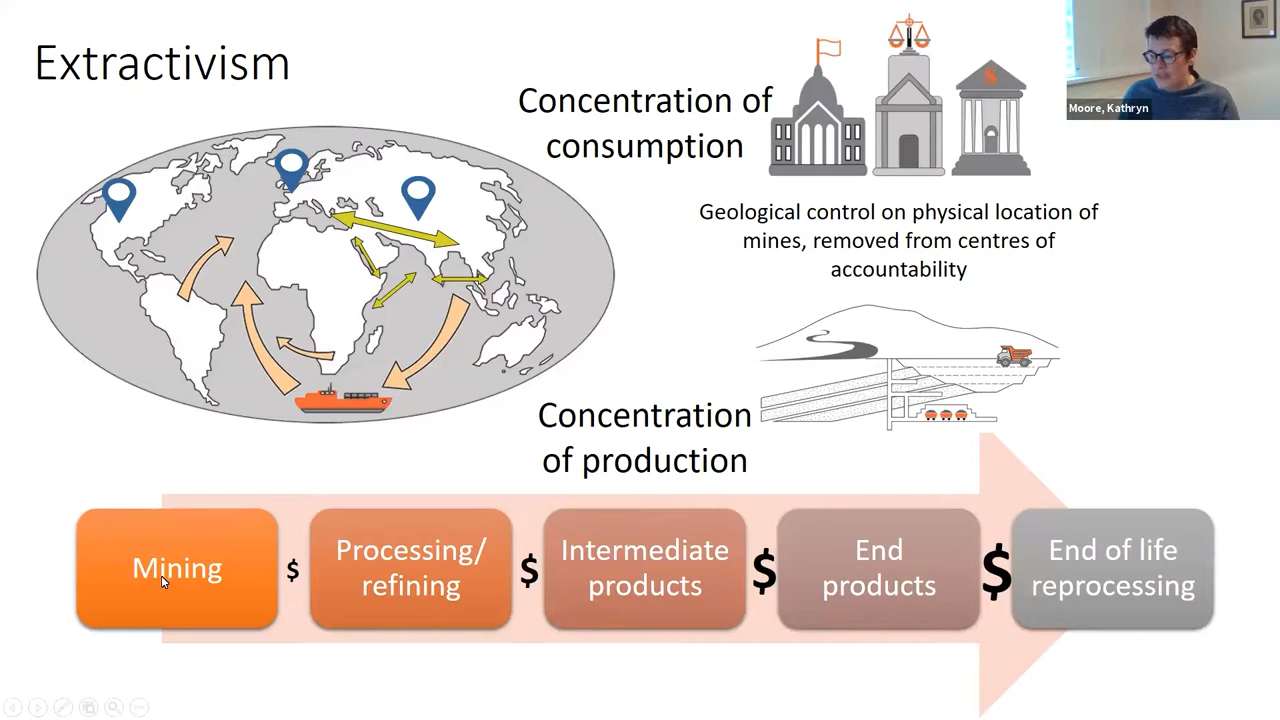 Extractivism
Concentration of
consumption
$
Moore, Kathryn
Geological control on physical location of
mines, removed from centres of
accountability
Concentration
of production
Mining
$
Processing/
refining
$
Intermediate
products
$
End
products
$
End of life
reprocessing